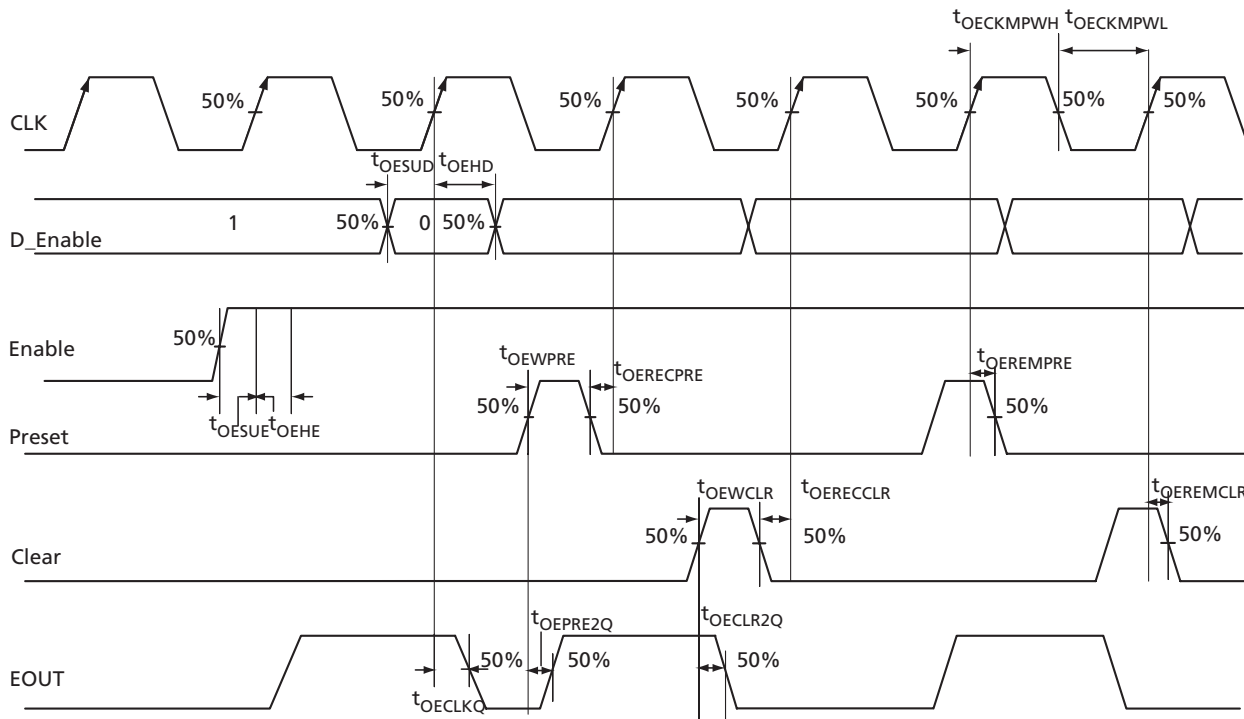 tOECKMPWH tOECKMPWL
CLK 50% 50% 50% 50% 50% 50% 50%
tOESUD tOEHD
D_Enable 1 50% 0 50%
Enable 50%
tOESUE tOEHE
tOEWPRE tOERECPRE tOEREMPRE
Preset 50% 50% 50%
tOEWCLR tOERECCLR tOEREMCLR
Clear 50% 50% 50%
tOEPRE2Q tOECLR2Q
EOUT 50% 50% 50%
tOECLKQ